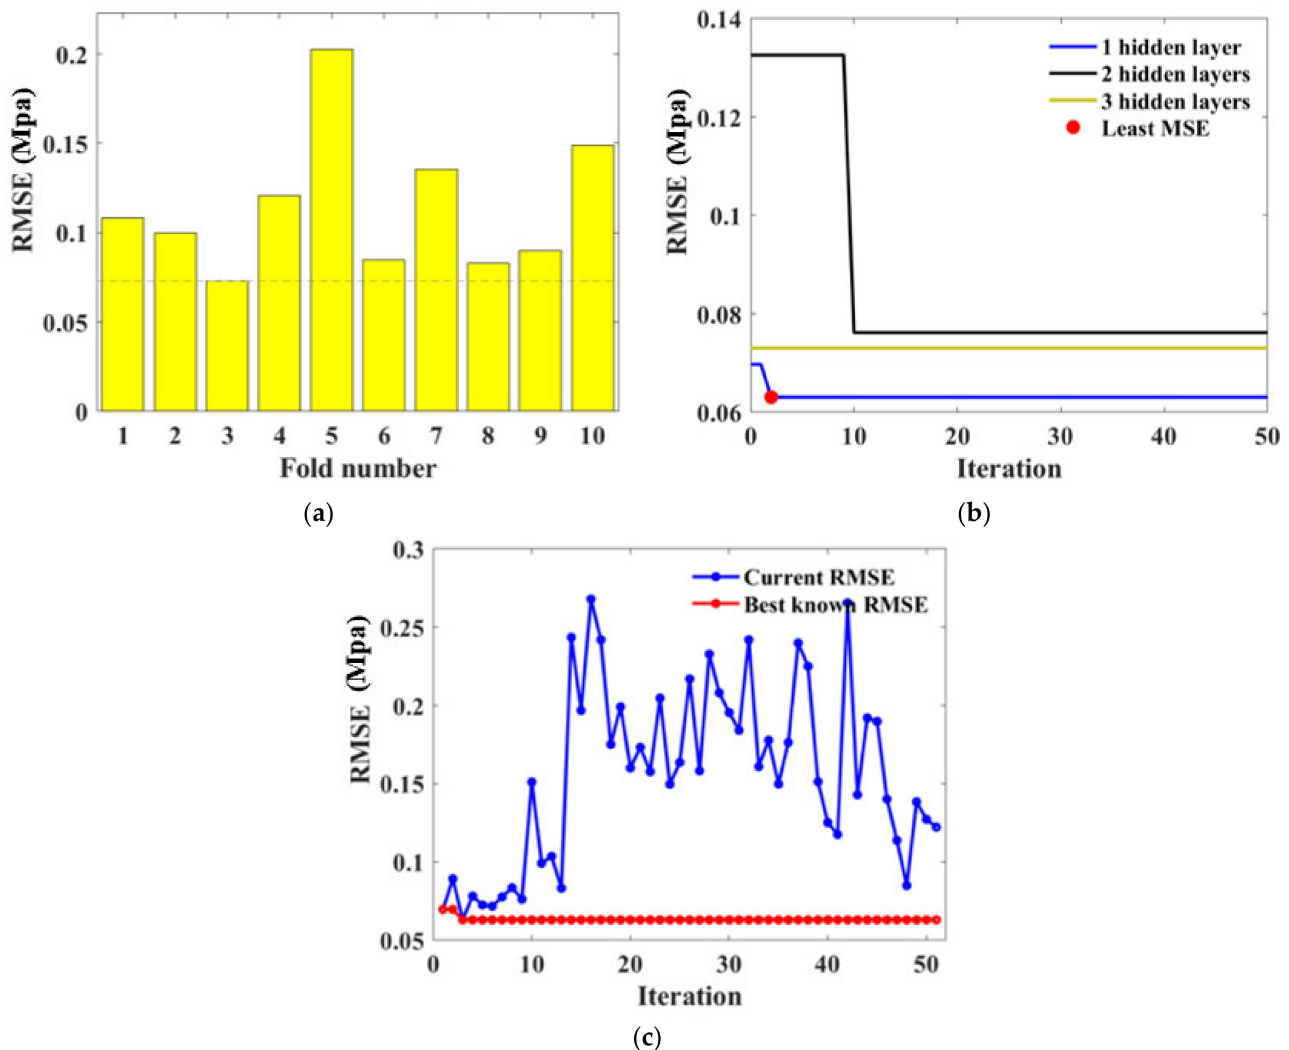 0.2
0.15
0.1
0.05
0
RMSE (Mpa)
1 2 3 4 5 6 7 8 9 10
Fold number
(a)
0.14
0.12
0.1
0.08
0.06
RMSE (Mpa)
1 hidden layer
2 hidden layers
3 hidden layers
Least MSE
0 10 20 30 40 50
Iteration
(b)
0.3
0.25
0.2
0.15
0.1
0.05
RMSE (Mpa)
Current RMSE
Best known RMSE
0 10 20 30 40 50
Iteration
(c)